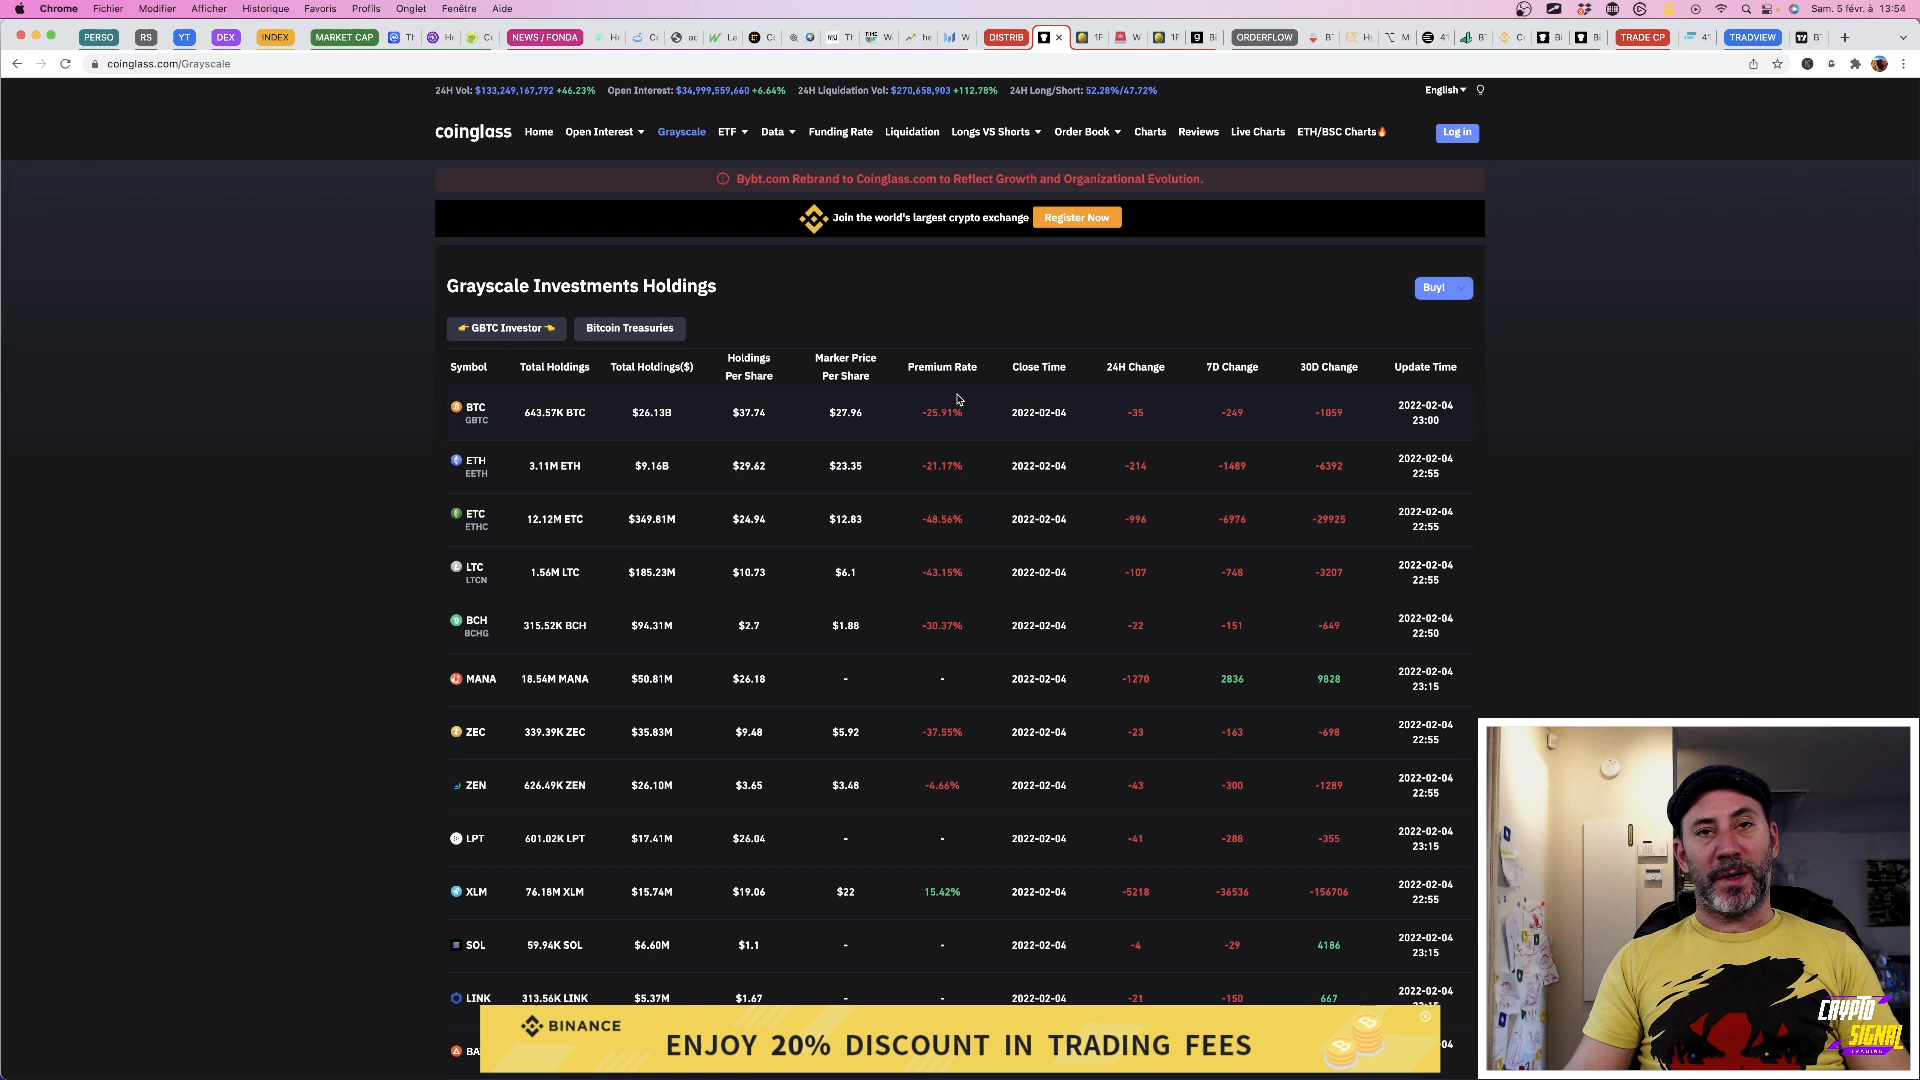 Chrome Fichier Modifier Afficher Historique Favoris Profils Onglet Fenêtre Aide Sam. 5 févr. à 13:54
PERSO RS YT DEX INDEX MARKET CAP NEWS / FONDA DISTRIB ORDERFLOW TRADE CP TRADVIEW
coinglass.com/Grayscale
24H Vol: $133,249,167,792 +46.23% Open Interest: $34,999,559,660 +6.64% 24H Liquidation Vol: $270,658,903 +112.78% 24H Long/Short: 52.28%/47.72% English
coinglass Home Open Interest Grayscale ETF Data Funding Rate Liquidation Longs VS Shorts Order Book Charts Reviews Live Charts ETH/BSC Charts Log in
Bybt.com Rebrand to Coinglass.com to Reflect Growth and Organizational Evolution.
Join the world's largest crypto exchange Register Now
Grayscale Investments Holdings Buy!
GBTC Investor Bitcoin Treasuries
Symbol Total Holdings Total Holdings($) Holdings Per Share Marker Price Per Share Premium Rate Close Time 24H Change 7D Change 30D Change Update Time
BTC GBTC 643.57K BTC $26.13B $37.74 $27.96 -25.91% 2022-02-04 -35 -249 -1059 2022-02-04 23:00
ETH EETH 3.11M ETH $9.16B $29.62 $23.35 -21.17% 2022-02-04 -214 -1489 -6392 2022-02-04 22:55
ETC ETHC 12.12M ETC $349.81M $24.94 $12.83 -48.56% 2022-02-04 -996 -6976 -29925 2022-02-04 22:55
LTC LTCN 1.56M LTC $185.23M $10.73 $6.1 -43.15% 2022-02-04 -107 -748 -3207 2022-02-04 22:55
BCH BCHG 315.52K BCH $94.31M $2.7 $1.88 -30.37% 2022-02-04 -22 -151 -649 2022-02-04 22:50
MANA 18.54M MANA $50.81M $26.18 - - 2022-02-04 -1270 2836 9828 2022-02-04 23:15
ZEC 339.39K ZEC $35.83M $9.48 $5.92 -37.55% 2022-02-04 -23 -163 -698 2022-02-04 22:55
ZEN 626.49K ZEN $26.10M $3.65 $3.48 -4.66% 2022-02-04 -43 -300 -1289 2022-02-04 22:55
LPT 601.02K LPT $17.41M $26.04 - - 2022-02-04 -41 -288 -355 2022-02-04 23:15
XLM 76.18M XLM $15.74M $19.06 $22 15.42% 2022-02-04 -5218 -36536 -156706 2022-02-04 22:55
SOL 59.94K SOL $6.60M $1.1 - - 2022-02-04 -4 -29 4186 2022-02-04 23:15
LINK 313.56K LINK $5.37M $1.67 - - 2022-02-04 -21 -150 667 2022-02-04
BINANCE
ENJOY 20% DISCOUNT IN TRADING FEES
CRYPTO
SIGNAL
TRADING